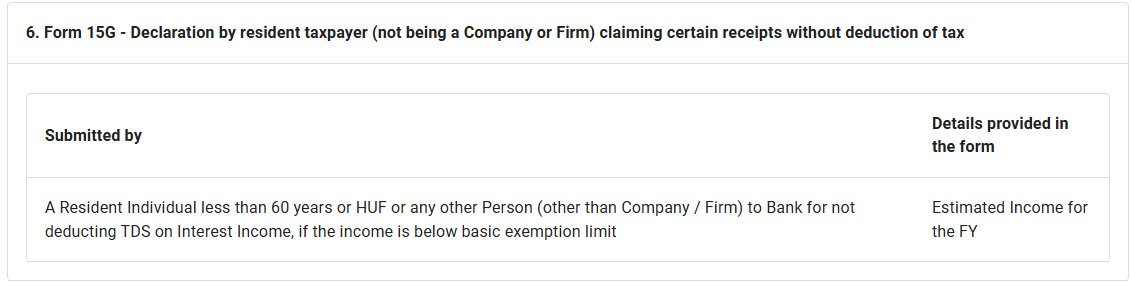 6. Form 15G - Declaration by resident taxpayer (not being a Company or Firm) claiming certain receipts without deduction of tax
Submitted by
Details provided in
the form
A Resident Individual less than 60 years or HUF or any other Person (other than Company / Firm) to Bank for not
deducting TDS on Interest Income, if the income is below basic exemption limit
Estimated Income for
the FY